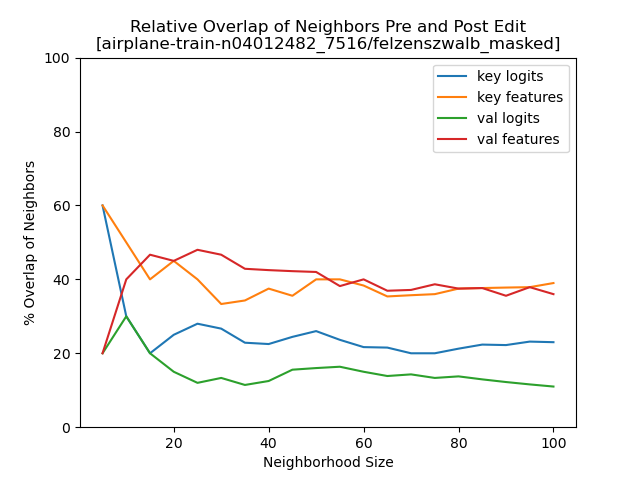 Relative Overlap of Neighbors Pre and Post Edit
[airplane-train-n04012482_7516/felzenszwalb_masked]
key logits
key features
val logits
val features
% Overlap of Neighbors
100
80
60
40
20
0
20 40 60 80 100
Neighborhood Size